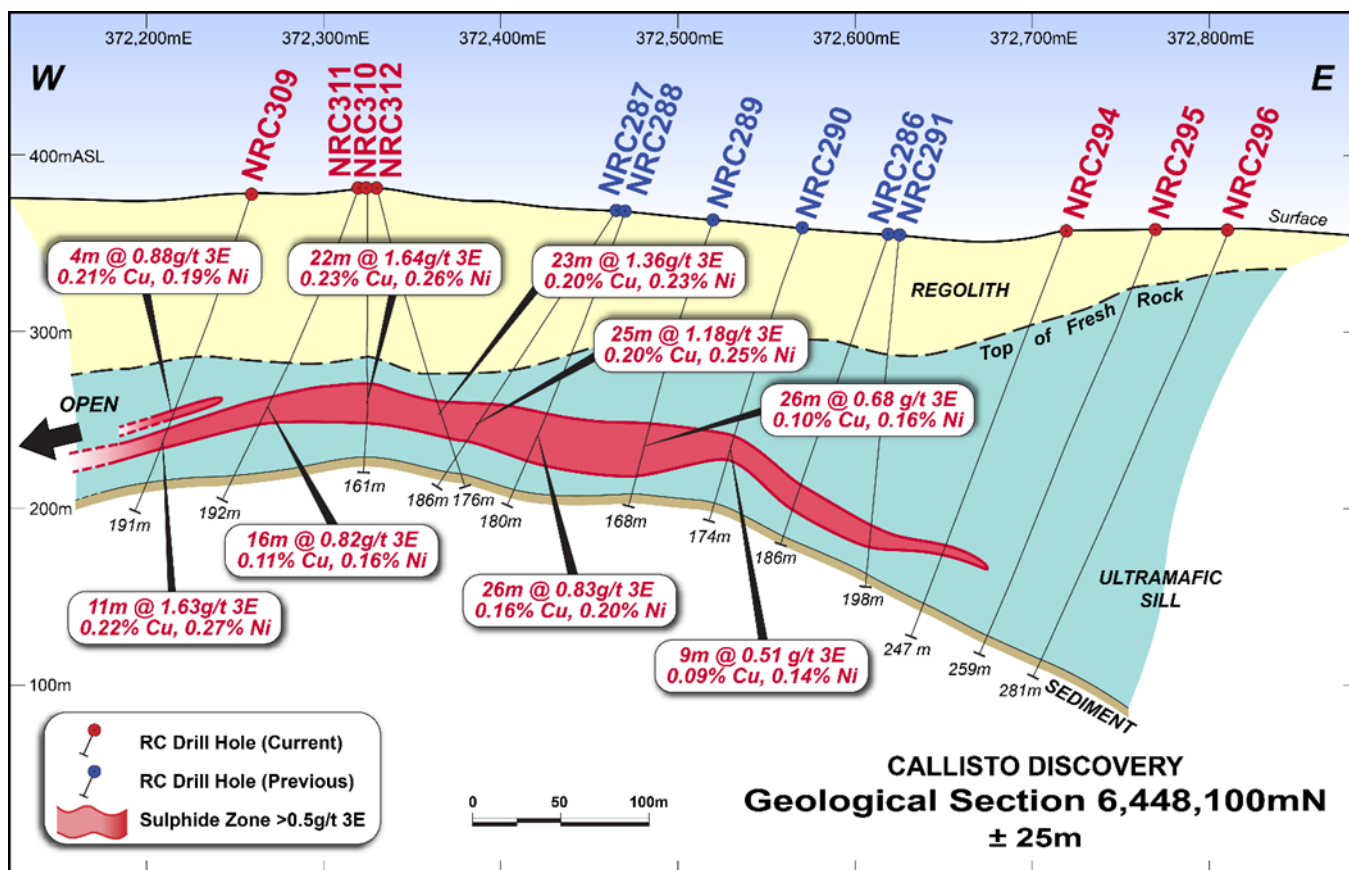 372,200mE
372,300mE
372,400mE
372,500mE
372,600mE
372,700mE
372,800mE
W
E
NRC309
NRC311
NRC310
NRC312
NRC287
NRC288
NRC289
NRC290
NRC286
NRC291
NRC294
NRC295
NRC296
400mASL
Surface
4m @ 0.88g/t 3E
0.21% Cu, 0.19% Ni
22m @ 1.64g/t 3E
0.23% Cu, 0.26% Ni
23m @ 1.36g/t 3E
0.20% Cu, 0.23% Ni
REGOLITH
300m
25m @ 1.18g/t 3E
0.20% Cu, 0.25% Ni
Top of Fresh Rock
OPEN
26m @ 0.68 g/t 3E
0.10% Cu, 0.16% Ni
200m
191m
192m
161m
186m
176m
180m
168m
174m
186m
198m
247 m
259m
281m
16m @ 0.82g/t 3E
0.11% Cu, 0.16% Ni
11m @ 1.63g/t 3E
0.22% Cu, 0.27% Ni
26m @ 0.83g/t 3E
0.16% Cu, 0.20% Ni
9m @ 0.51 g/t 3E
0.09% Cu, 0.14% Ni
ULTRAMAFIC
SILL
SEDIMENT
100m
RC Drill Hole (Current)
RC Drill Hole (Previous)
Sulphide Zone >0.5g/t 3E
0
50
100m
CALLISTO DISCOVERY
Geological Section 6,448,100mN
± 25m